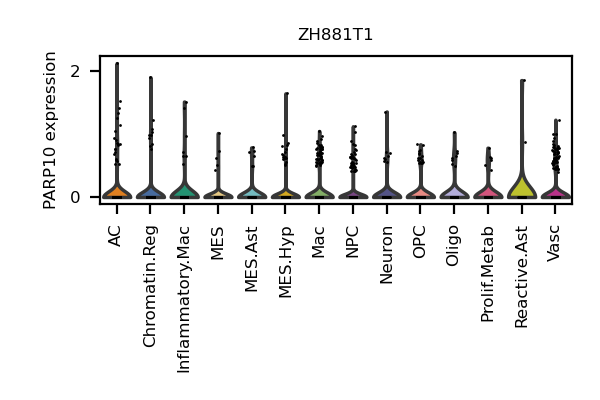 ZH881T1
PARP10 expression
2
0
AC
Chromatin.Reg
Inflammatory.Mac
MES
MES.Ast
MES.Hyp
Mac
NPC
Neuron
OPC
Oligo
Prolif.Metab
Reactive.Ast
Vasc